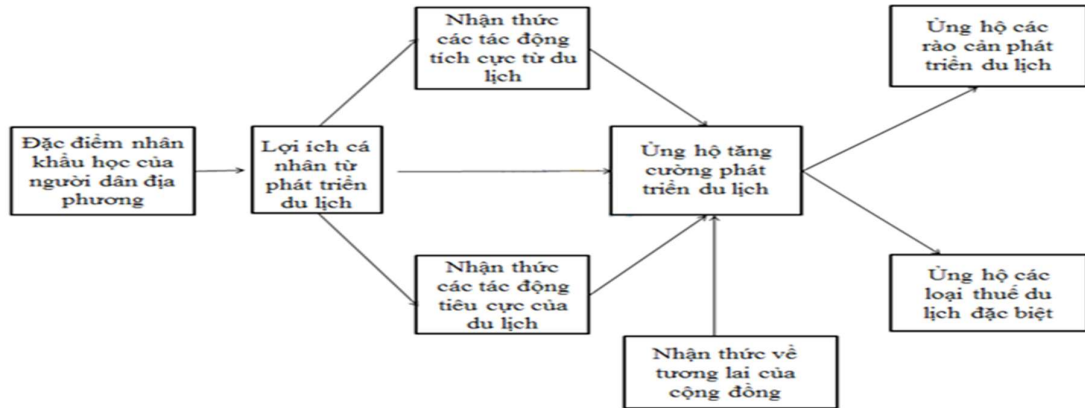 Nhận thức
các tác động
tích cực từ du
lịch
Ủng hộ các
rào cản phát
triển du lịch
Đặc điểm nhân
khẩu học của
người dân địa
phương
Lợi ích cá
nhân từ
phát triển
du lịch
Ủng hộ tăng
cường phát
triển du lịch
Nhận thức
các tác động
tiêu cực của
du lịch
Ủng hộ các
loại thuế du
lịch đặc biệt
Nhận thức về
tương lai của
cộng đồng